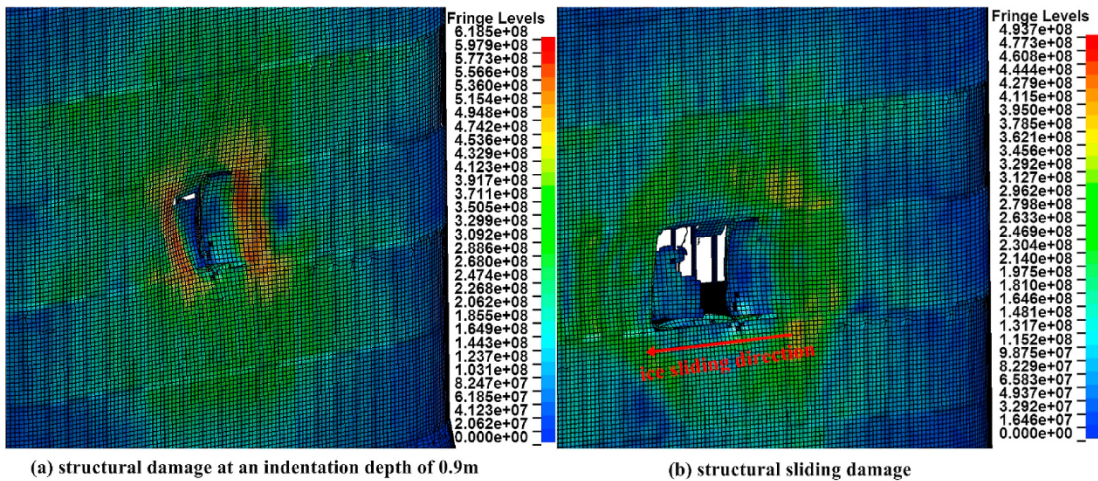 Fringe Levels
6.185e+08
5.979e+08
5.773e+08
5.566e+08
5.360e+08
5.154e+08
4.948e+08
4.742e+08
4.536e+08
4.329e+08
4.123e+08
3.917e+08
3.711e+08
3.505e+08
3.299e+08
3.092e+08
2.886e+08
2.680e+08
2.474e+08
2.268e+08
2.062e+08
1.855e+08
1.649e+08
1.443e+08
1.237e+08
1.031e+08
8.247e+07
6.185e+07
4.123e+07
2.062e+07
0.000e+00
Fringe Levels
4.937e+08
4.773e+08
4.608e+08
4.444e+08
4.279e+08
4.115e+08
3.950e+08
3.785e+08
3.621e+08
3.456e+08
3.292e+08
3.127e+08
2.962e+08
2.798e+08
2.633e+08
2.469e+08
2.304e+08
2.140e+08
1.975e+08
1.810e+08
1.646e+08
1.481e+08
1.317e+08
1.152e+08
9.875e+07
8.229e+07
6.583e+07
4.937e+07
3.292e+07
1.646e+07
0.000e+00
ice sliding direction
(a) structural damage at an indentation depth of 0.9m
(b) structural sliding damage